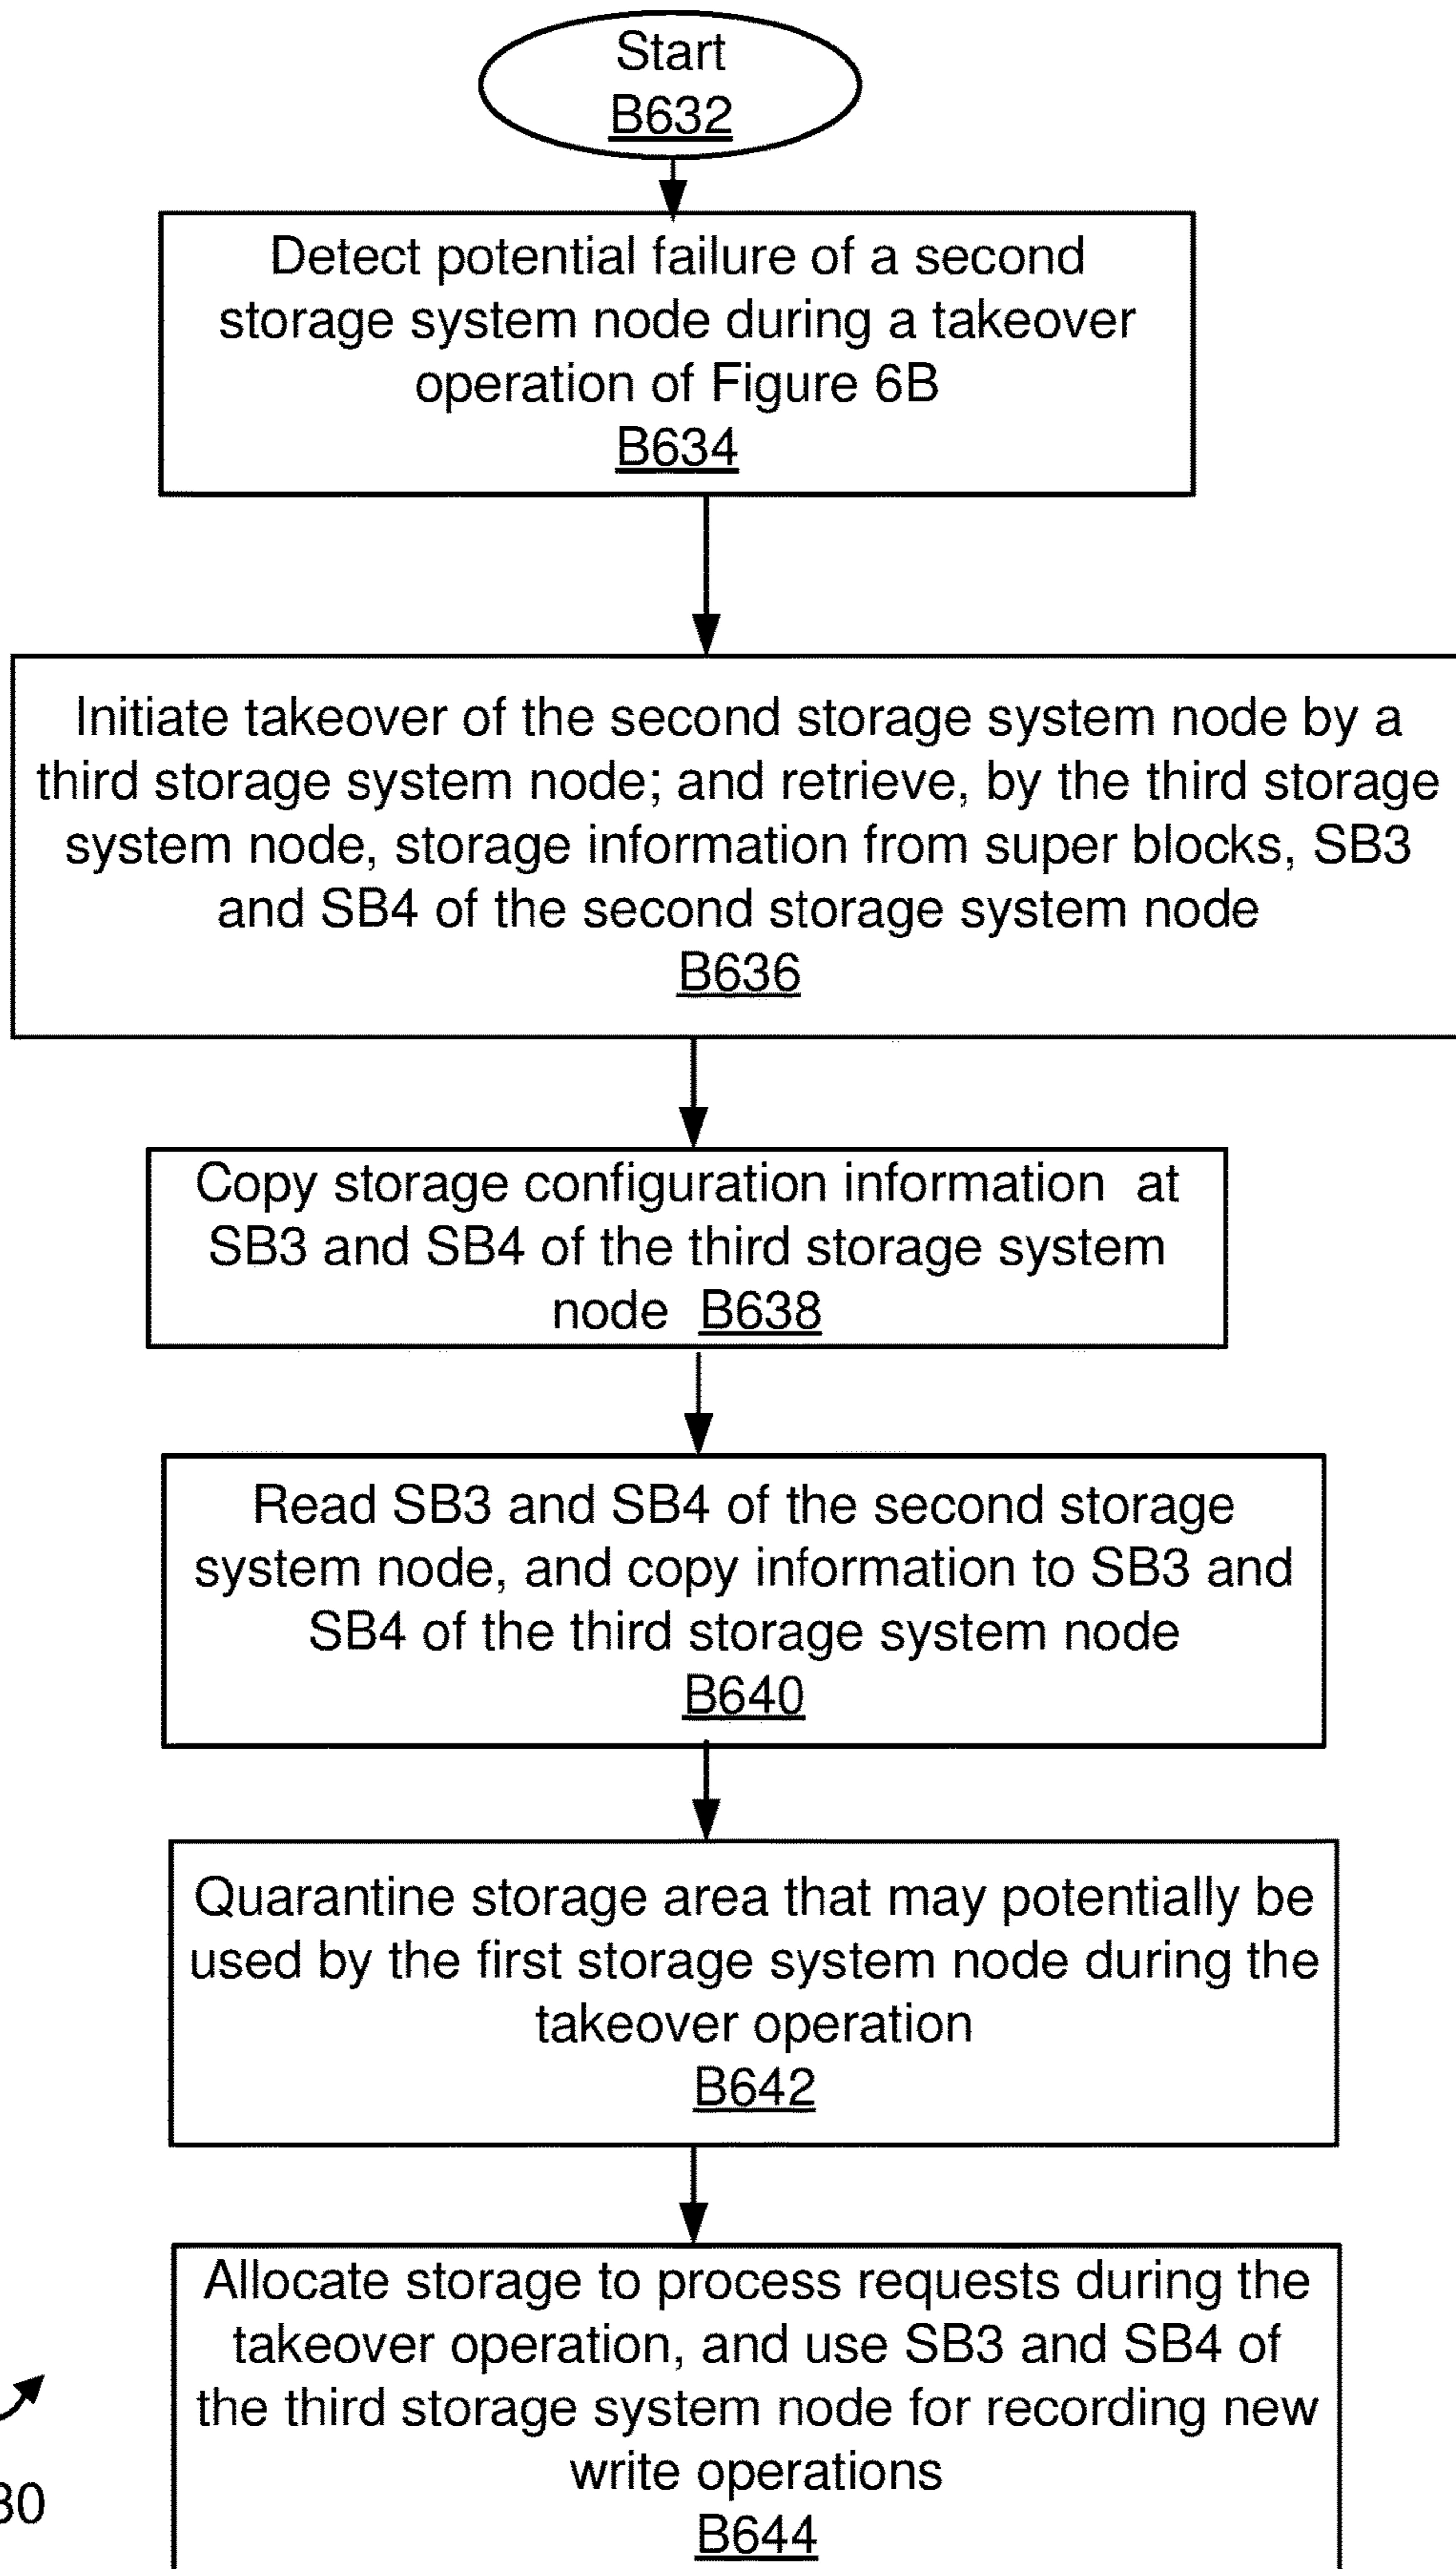 Start
B632
Detect potential failure of a second
storage system node during a takeover
operation of Figure 6B
B634
Initiate takeover of the second storage system node by a
third storage system node; and retrieve, by the third storage
system node, storage information from super blocks, SB3
and SB4 of the second storage system node
B636
Copy storage configuration information at
SB3 and SB4 of the third storage system
node B638
Read SB3 and SB4 of the second storage
system node, and copy information to SB3 and
SB4 of the third storage system node
B640
Quarantine storage area that may potentially be
used by the first storage system node during the
takeover operation
B642
Allocate storage to process requests during the
takeover operation, and use SB3 and SB4 of
the third storage system node for recording new
write operations
B644